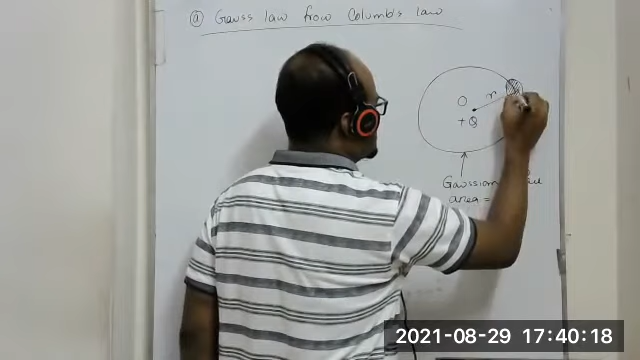 ① Gauss law from Columb's law
r
O
+ Q
Gaussian
area =
2021-08-29 17:40:18